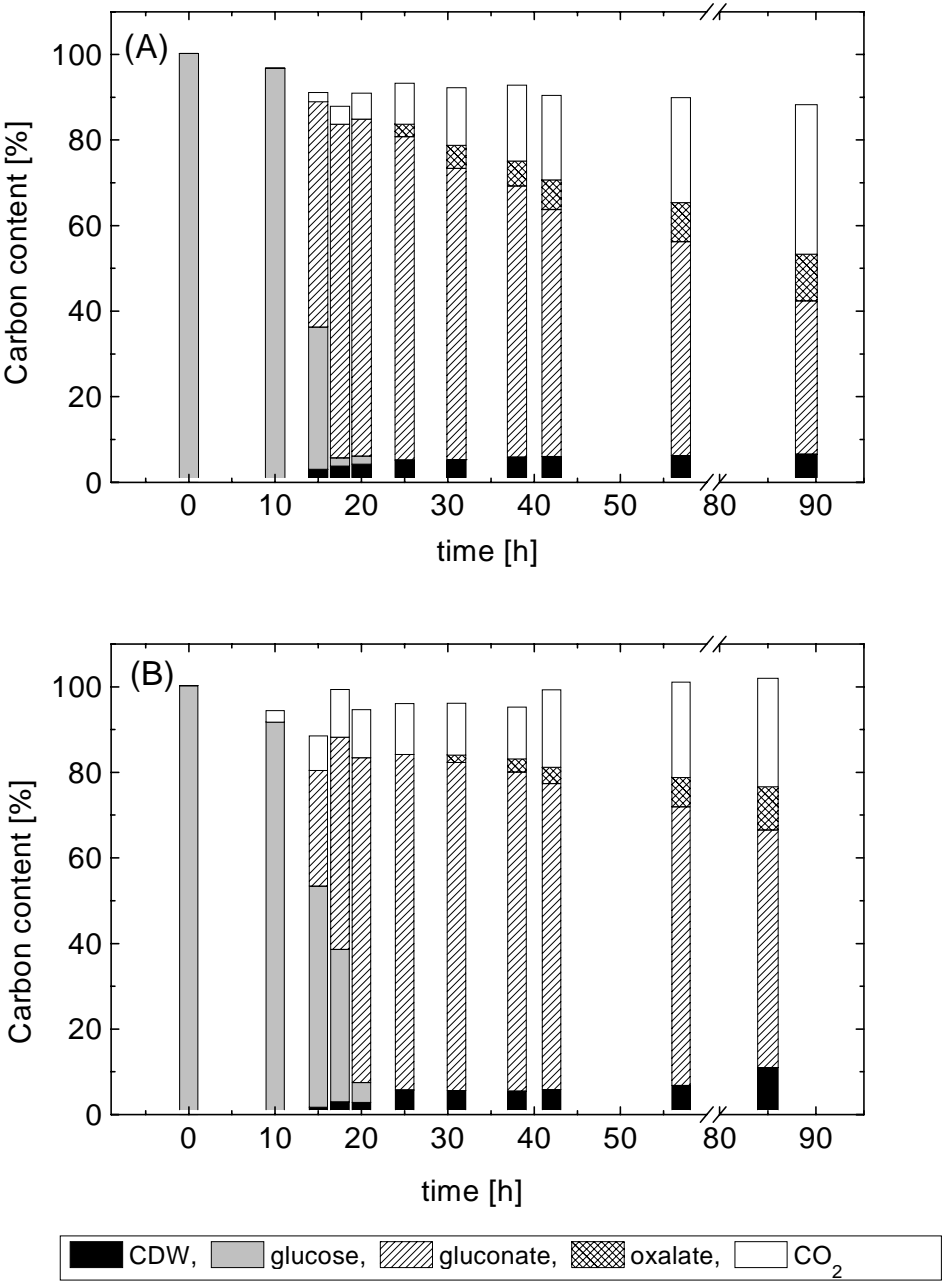 (A)
Carbon content [%]
100
80
60
40
20
0
0 10 20 30 40 50 80 90
time [h]
(B)
Carbon content [%]
100
80
60
40
20
0
0 10 20 30 40 50 80 90
time [h]
CDW, glucose, gluconate, oxalate, CO₂